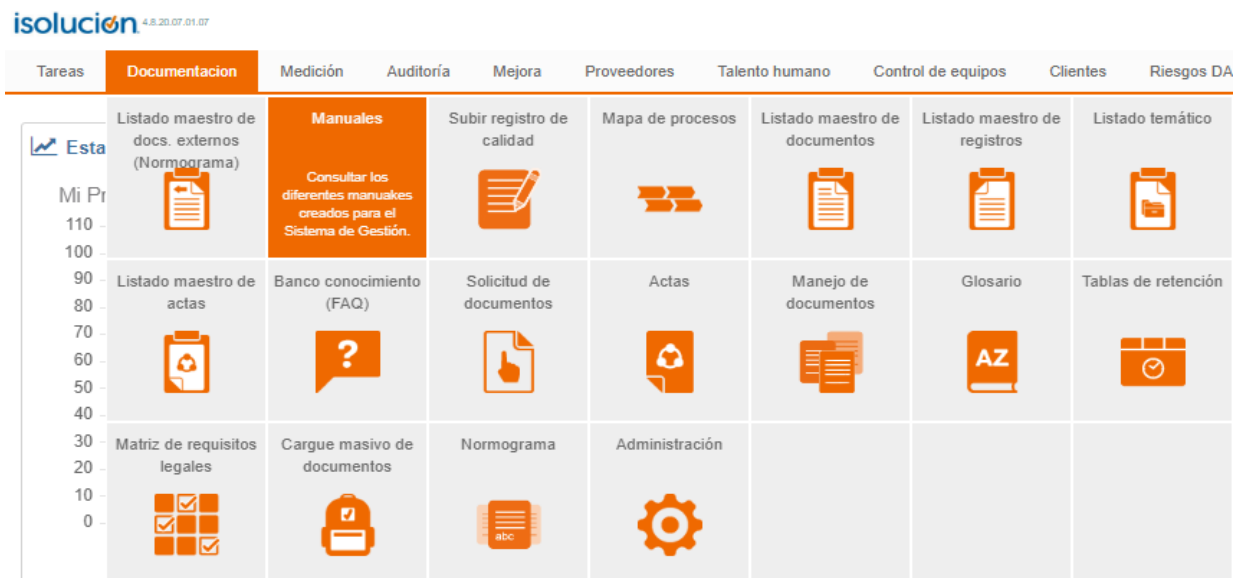 isolución 4.8.20.07.01.07
Tareas Documentacion Medición Auditoría Mejora Proveedores Talento humano Control de equipos Clientes Riesgos DA
Esta
Mi Pr
110
100
90
80
70
60
50
40
30
20
10
0
Listado maestro de
docs. externos
(Normograma)
Manuales
Consultar los
diferentes manuakes
creados para el
Sistema de Gestión.
Subir registro de
calidad
Mapa de procesos
Listado maestro de
documentos
Listado maestro de
registros
Listado temático
Listado maestro de
actas
Banco conocimiento
(FAQ)
?
Solicitud de
documentos
Actas
Manejo de
documentos
Glosario
AZ
Tablas de retención
Matriz de requisitos
legales
Cargue masivo de
documentos
Normograma
abc
Administración